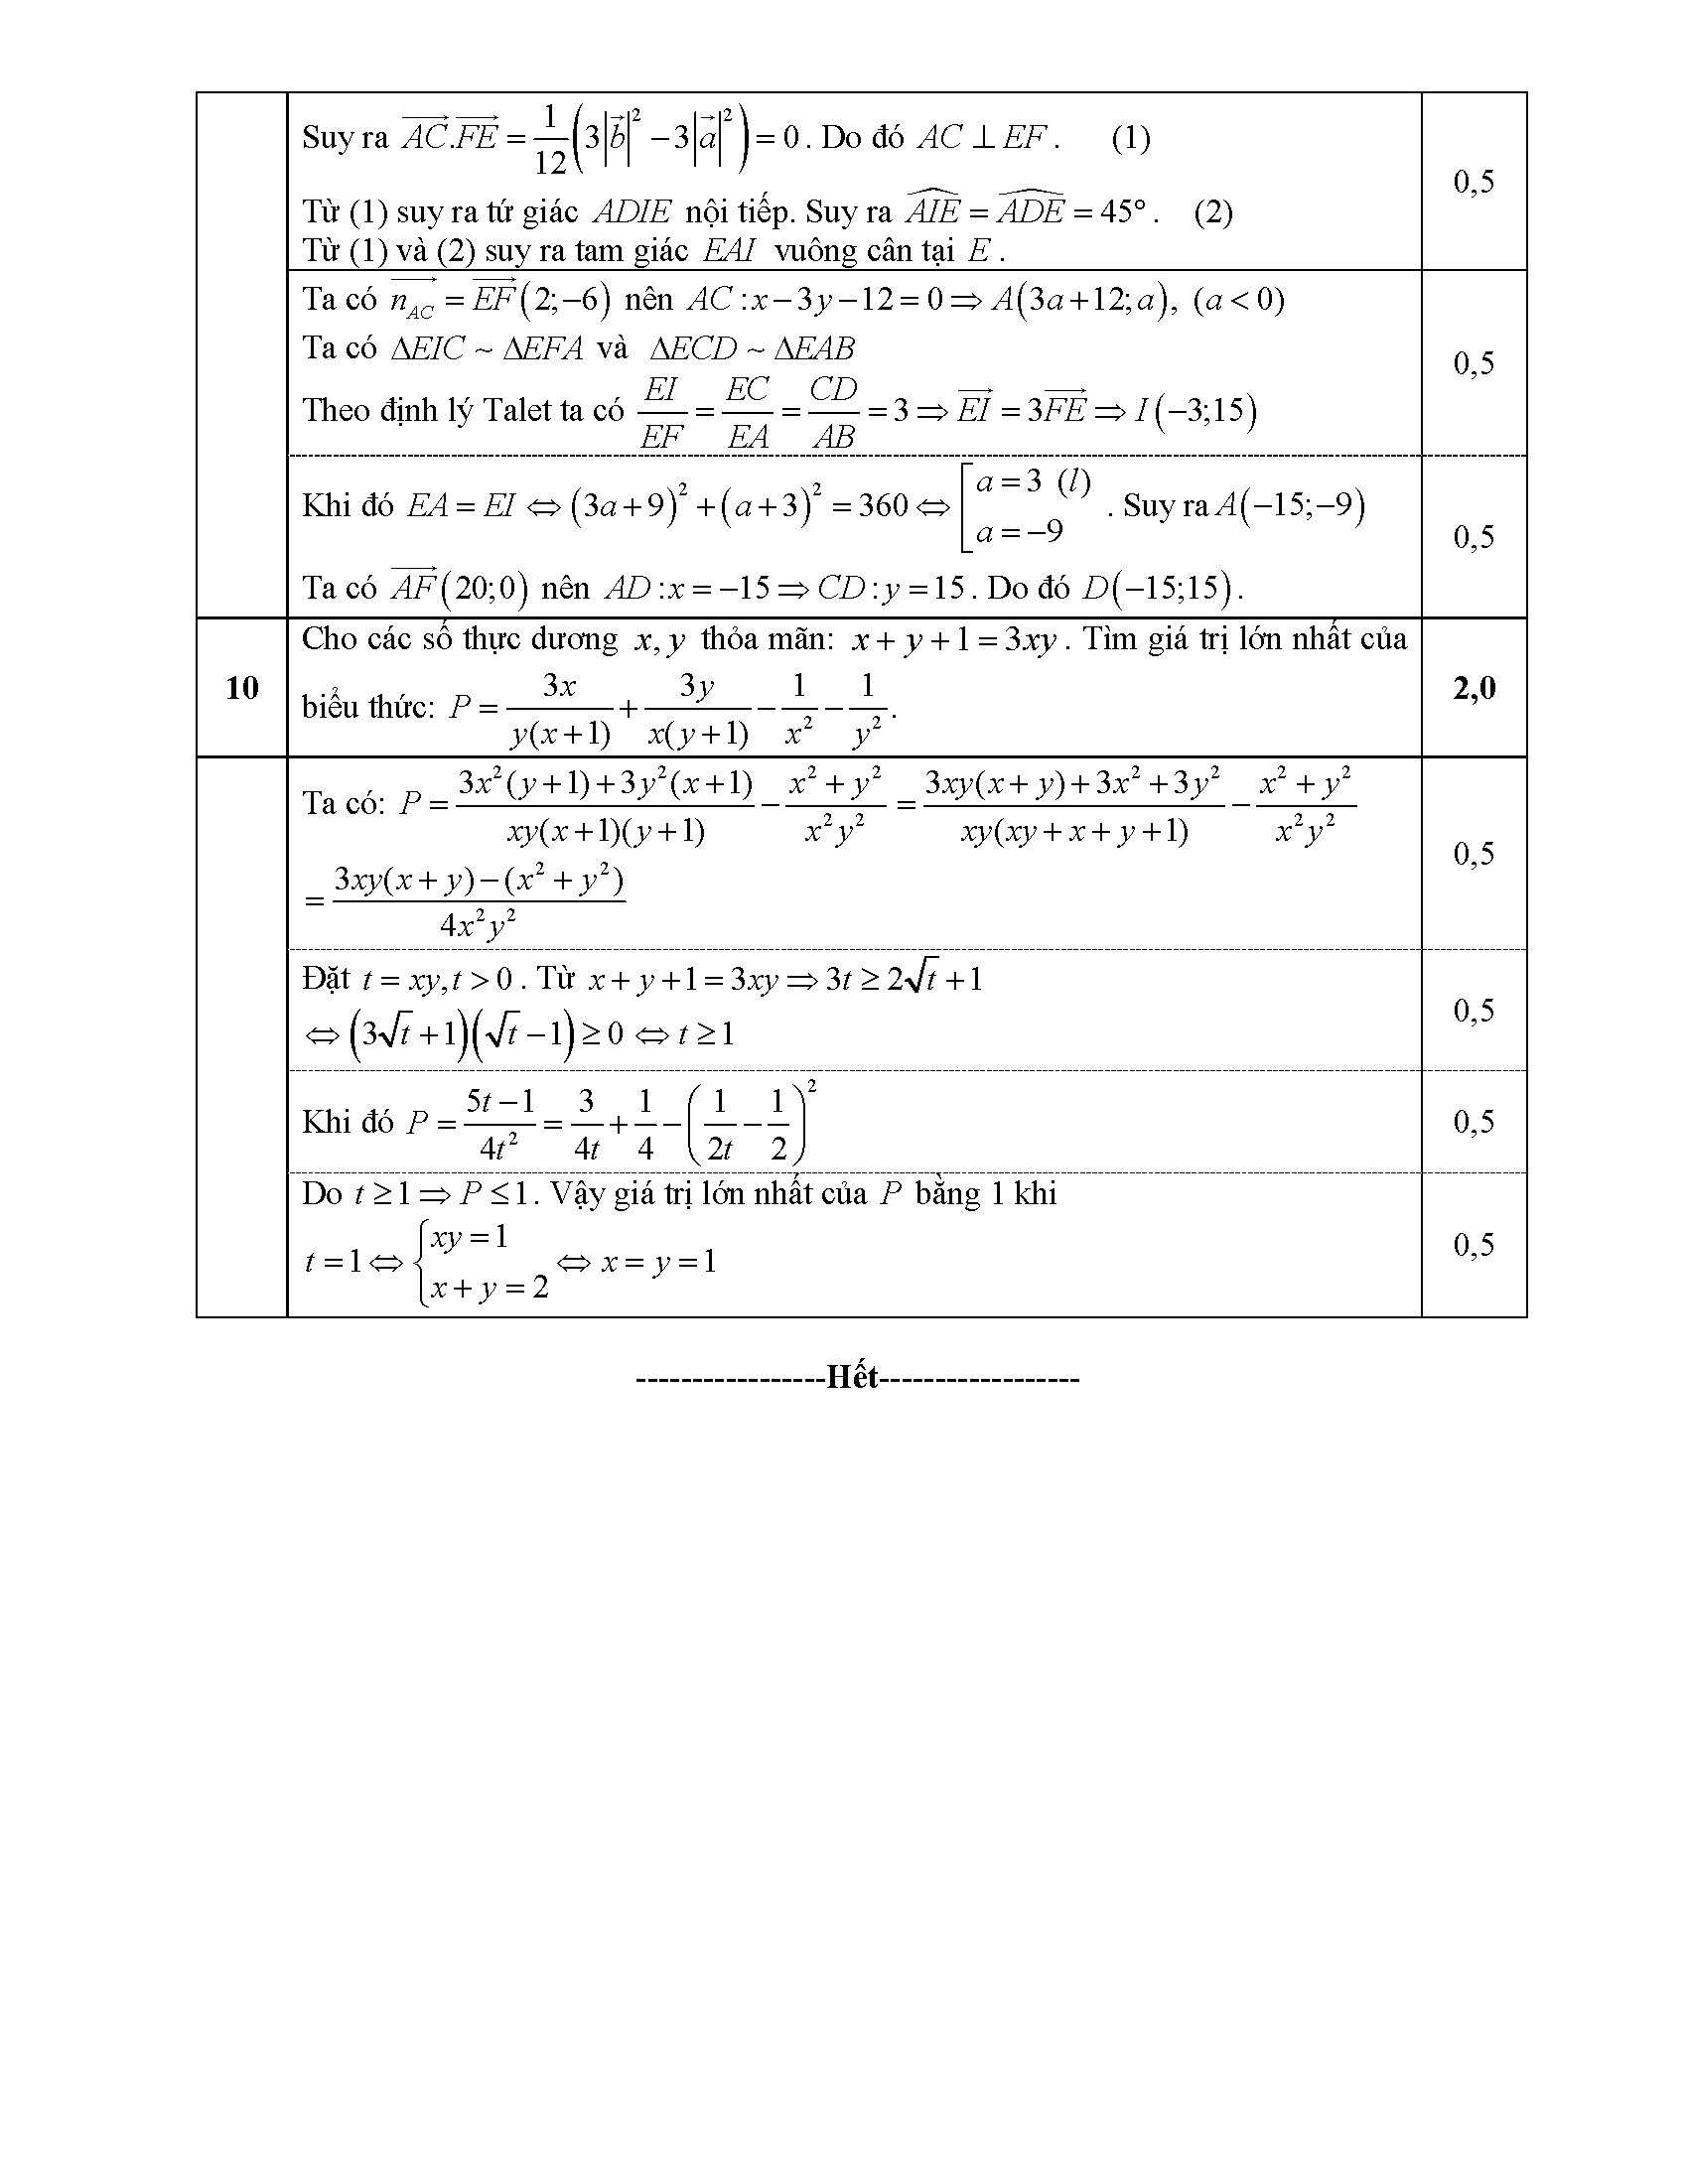 Suy ra $\overrightarrow{AC}.\overrightarrow{FE} = \frac{1}{12}\left(3|\vec{b}|^2 - 3|\vec{a}|^2\right) = 0$. Do đó $AC \perp EF$. (1)
0,5
Từ (1) suy ra tứ giác $ADIE$ nội tiếp. Suy ra $\widehat{AIE} = \widehat{ADE} = 45°$. (2)
Từ (1) và (2) suy ra tam giác $EAI$ vuông cân tại $E$.
Ta có $\overrightarrow{n_{AC}} = \overrightarrow{EF}(2;-6)$ nên $AC: x-3y-12=0 \Rightarrow A(3a+12;a), (a<0)$
Ta có $\Delta EIC \sim \Delta EFA$ và $\Delta ECD \sim \Delta EAB$
0,5
Theo định lý Talet ta có $\frac{EI}{EF} = \frac{EC}{EA} = \frac{CD}{AB} = 3 \Rightarrow \overrightarrow{EI} = 3\overrightarrow{FE} \Rightarrow I(-3;15)$
Khi đó $EA = EI \Leftrightarrow (3a+9)^2 + (a+3)^2 = 360 \Leftrightarrow \left[\begin{array}{l} a=3\ (l) \\ a=-9 \end{array}\right.$. Suy ra $A(-15;-9)$
0,5
Ta có $\overrightarrow{AF}(20;0)$ nên $AD: x=-15 \Rightarrow CD: y=15$. Do đó $D(-15;15)$.
10
Cho các số thực dương $x, y$ thỏa mãn: $x+y+1=3xy$. Tìm giá trị lớn nhất của
biểu thức: $P = \frac{3x}{y(x+1)} + \frac{3y}{x(y+1)} - \frac{1}{x^2} - \frac{1}{y^2}$.
2,0
Ta có: $P = \frac{3x^2(y+1)+3y^2(x+1)}{xy(x+1)(y+1)} - \frac{x^2+y^2}{x^2y^2} = \frac{3xy(x+y)+3x^2+3y^2}{xy(xy+x+y+1)} - \frac{x^2+y^2}{x^2y^2}$
0,5
$= \frac{3xy(x+y)-(x^2+y^2)}{4x^2y^2}$
Đặt $t=xy, t>0$. Từ $x+y+1=3xy \Rightarrow 3t \geq 2\sqrt{t}+1$
0,5
$\Leftrightarrow (3\sqrt{t}+1)(\sqrt{t}-1) \geq 0 \Leftrightarrow t \geq 1$
Khi đó $P = \frac{5t-1}{4t^2} = \frac{3}{4t} + \frac{1}{4} - \left(\frac{1}{2t} - \frac{1}{2}\right)^2$
0,5
Do $t \geq 1 \Rightarrow P \leq 1$. Vậy giá trị lớn nhất của $P$ bằng 1 khi
$t=1 \Leftrightarrow \left\{\begin{array}{l} xy=1 \\ x+y=2 \end{array}\right. \Leftrightarrow x=y=1$
0,5
-----------------Hết------------------